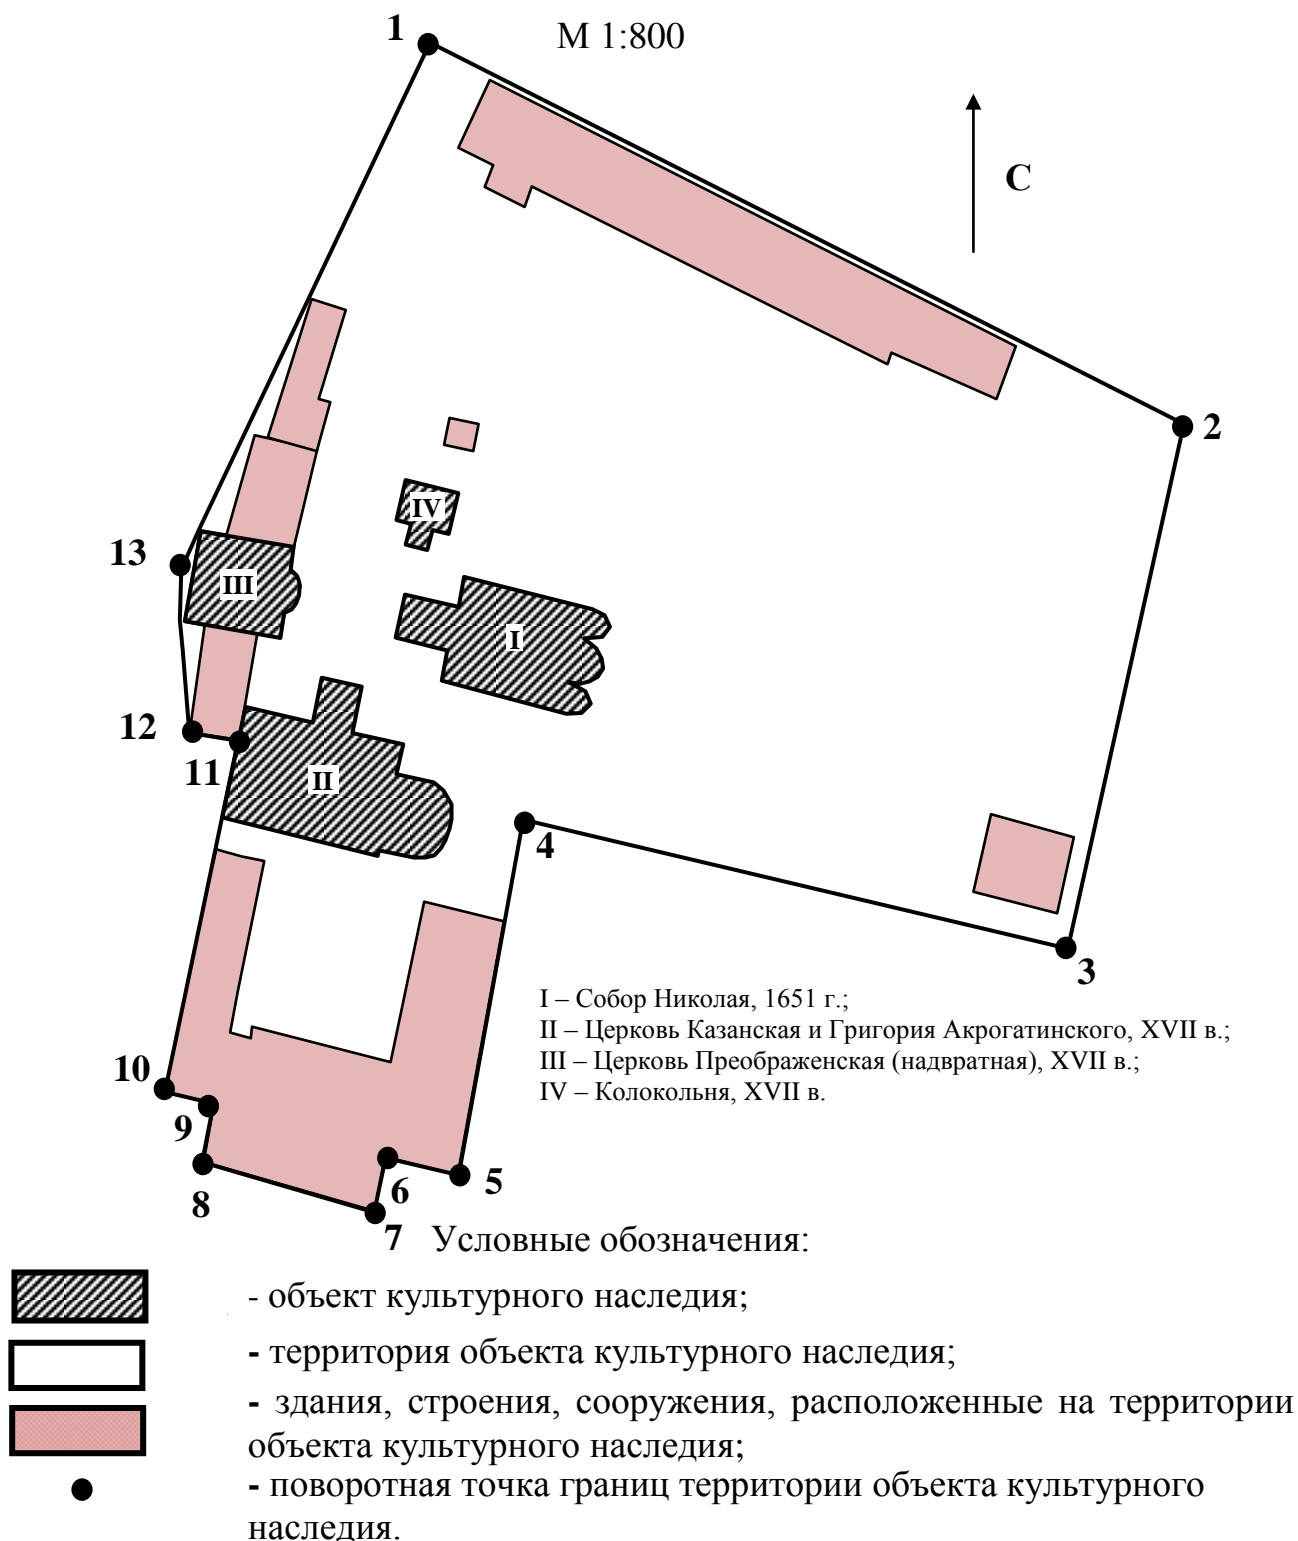 1
М 1:800
С
2
IV
13
III
I
12
11
II
4
3
I – Собор Николая, 1651 г.;
II – Церковь Казанская и Григория Акрогатинского, XVII в.;
III – Церковь Преображенская (надвратная), XVII в.;
IV – Колокольня, XVII в.
10
9
5
6
8
7
Условные обозначения:
- объект культурного наследия;
- территория объекта культурного наследия;
- здания, строения, сооружения, расположенные на территории
объекта культурного наследия;
- поворотная точка границ территории объекта культурного
наследия.